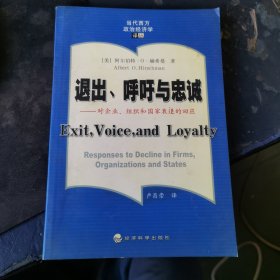 当代西方
政治经济学
[美] 阿尔伯特·O·赫希曼 著
Albert O.Hirschman
退出、呼吁与忠诚
——对企业、组织和国家衰退的回应
Exit,Voice,and Loyalty
Responses to Decline in Firms,
Organizations and States
卢昌崇 译
经济科学出版社